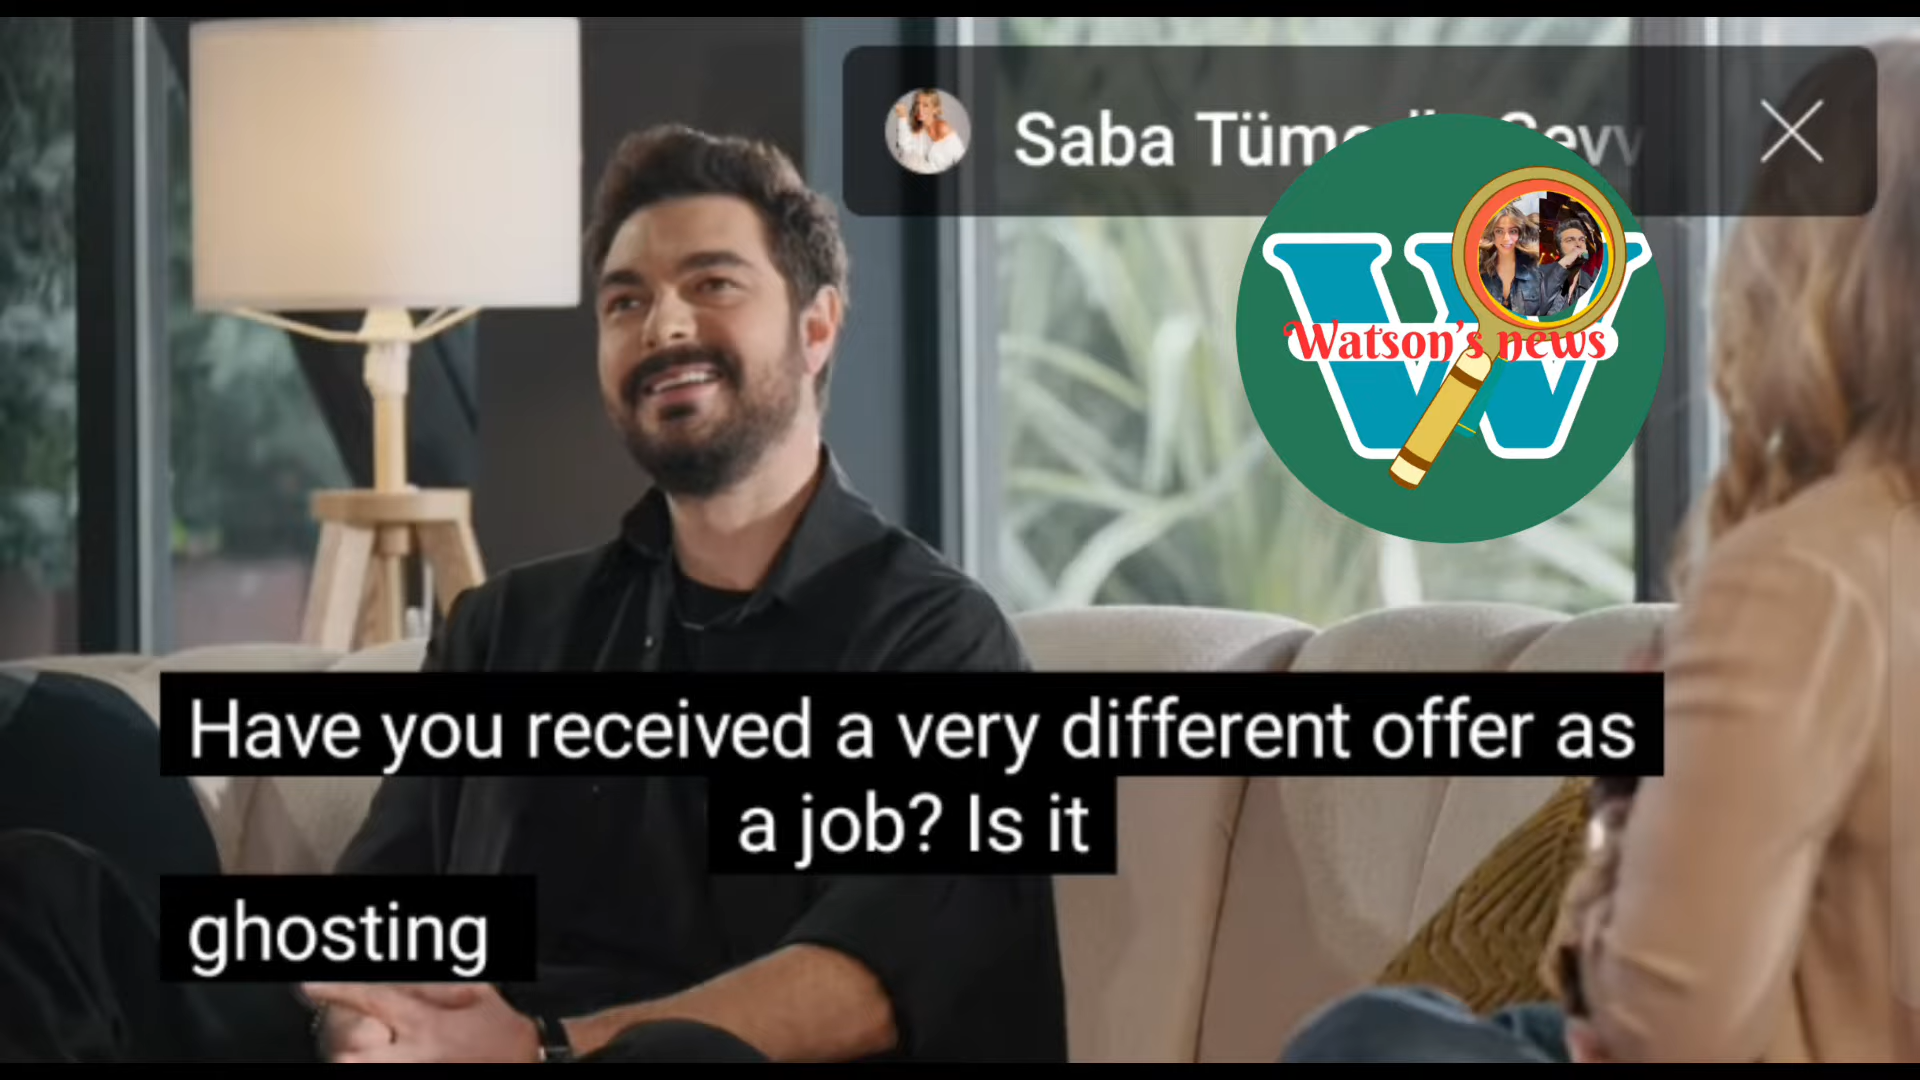 Saba Tüm
Watson's news
Have you received a very different offer as
a job? Is it
ghosting